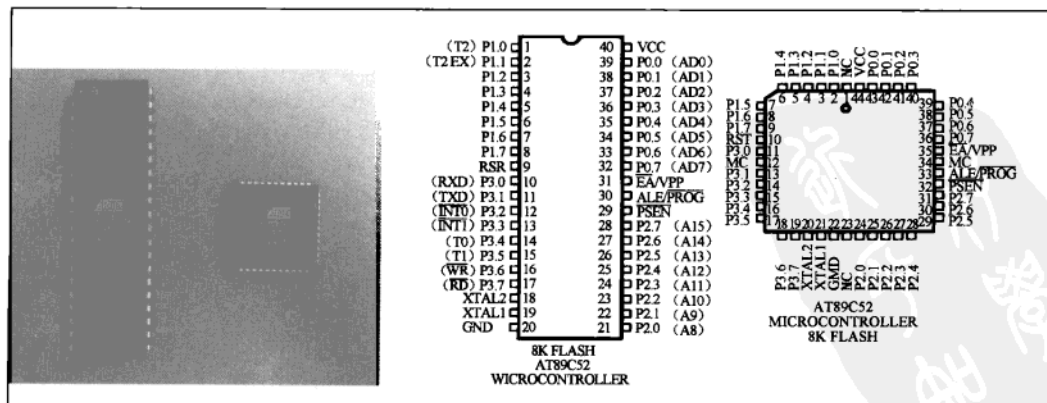 (T2) P1.0 1 40 VCC
(T2 EX) P1.1 2 39 P0.0 (AD0)
P1.2 3 38 P0.1 (AD1)
P1.3 4 37 P0.2 (AD2)
P1.4 5 36 P0.3 (AD3)
P1.5 6 35 P0.4 (AD4)
P1.6 7 34 P0.5 (AD5)
P1.7 8 33 P0.6 (AD6)
RSR 9 32 P0.7 (AD7)
(RXD) P3.0 10 31 EA/VPP
(TXD) P3.1 11 30 ALE/PROG
(INT0) P3.2 12 29 PSEN
(INT1) P3.3 13 28 P2.7 (A15)
(T0) P3.4 14 27 P2.6 (A14)
(T1) P3.5 15 26 P2.5 (A13)
(WR) P3.6 16 25 P2.4 (A12)
(RD) P3.7 17 24 P2.3 (A11)
XTAL2 18 23 P2.2 (A10)
XTAL1 19 22 P2.1 (A9)
GND 20 21 P2.0 (A8)
8K FLASH
AT89C52
WICROCONTROLLER
P1.4 P1.3 P1.2 P1.1 P1.0 NC VCC P0.0 P0.1 P0.2 P0.3
6 5 4 3 2 1 44 43 42 41 40
P1.5 7 39 P0.4
P1.6 8 38 P0.5
P1.7 9 37 P0.6
RST 10 36 P0.7
P3.0 11 35 EA/VPP
MC 12 34 MC
P3.1 13 33 ALE/PROG
P3.2 14 32 PSEN
P3.3 15 31 P2.7
P3.4 16 30 P2.6
P3.5 17 29 P2.5
18 19 20 21 22 23 24 25 26 27 28
P3.6 P3.7 XTAL2 XTAL1 GMD NC P2.0 P2.1 P2.2 P2.3 P2.4
AT89C52
MICROCONTROLLER
8K FLASH